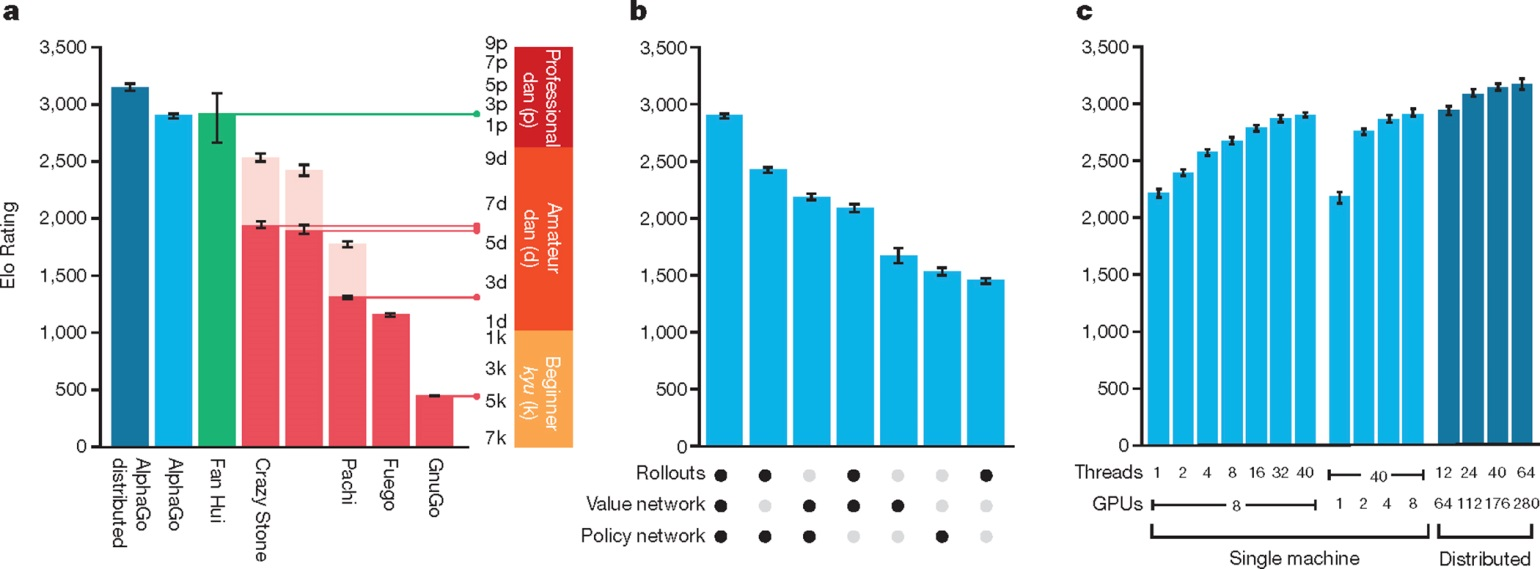 a
3,500
3,000
2,500
2,000
1,500
1,000
500
0
Elo Rating
AlphaGo
distributed
AlphaGo
Fan Hui
Crazy Stone
Pachi
Fuego
GnuGo
9p
7p
5p
3p
1p
9d
7d
5d
3d
1d
1k
3k
5k
7k
Professional
dan (p)
Amateur
dan (d)
Beginner
kyu (k)
b
3,500
3,000
2,500
2,000
1,500
1,000
500
0
Rollouts
Value network
Policy network
c
3,500
3,000
2,500
2,000
1,500
1,000
500
0
Threads 1 2 4 8 16 32 40 40 12 24 40 64
GPUs 8 1 2 4 8 64 112 176 280
Single machine Distributed